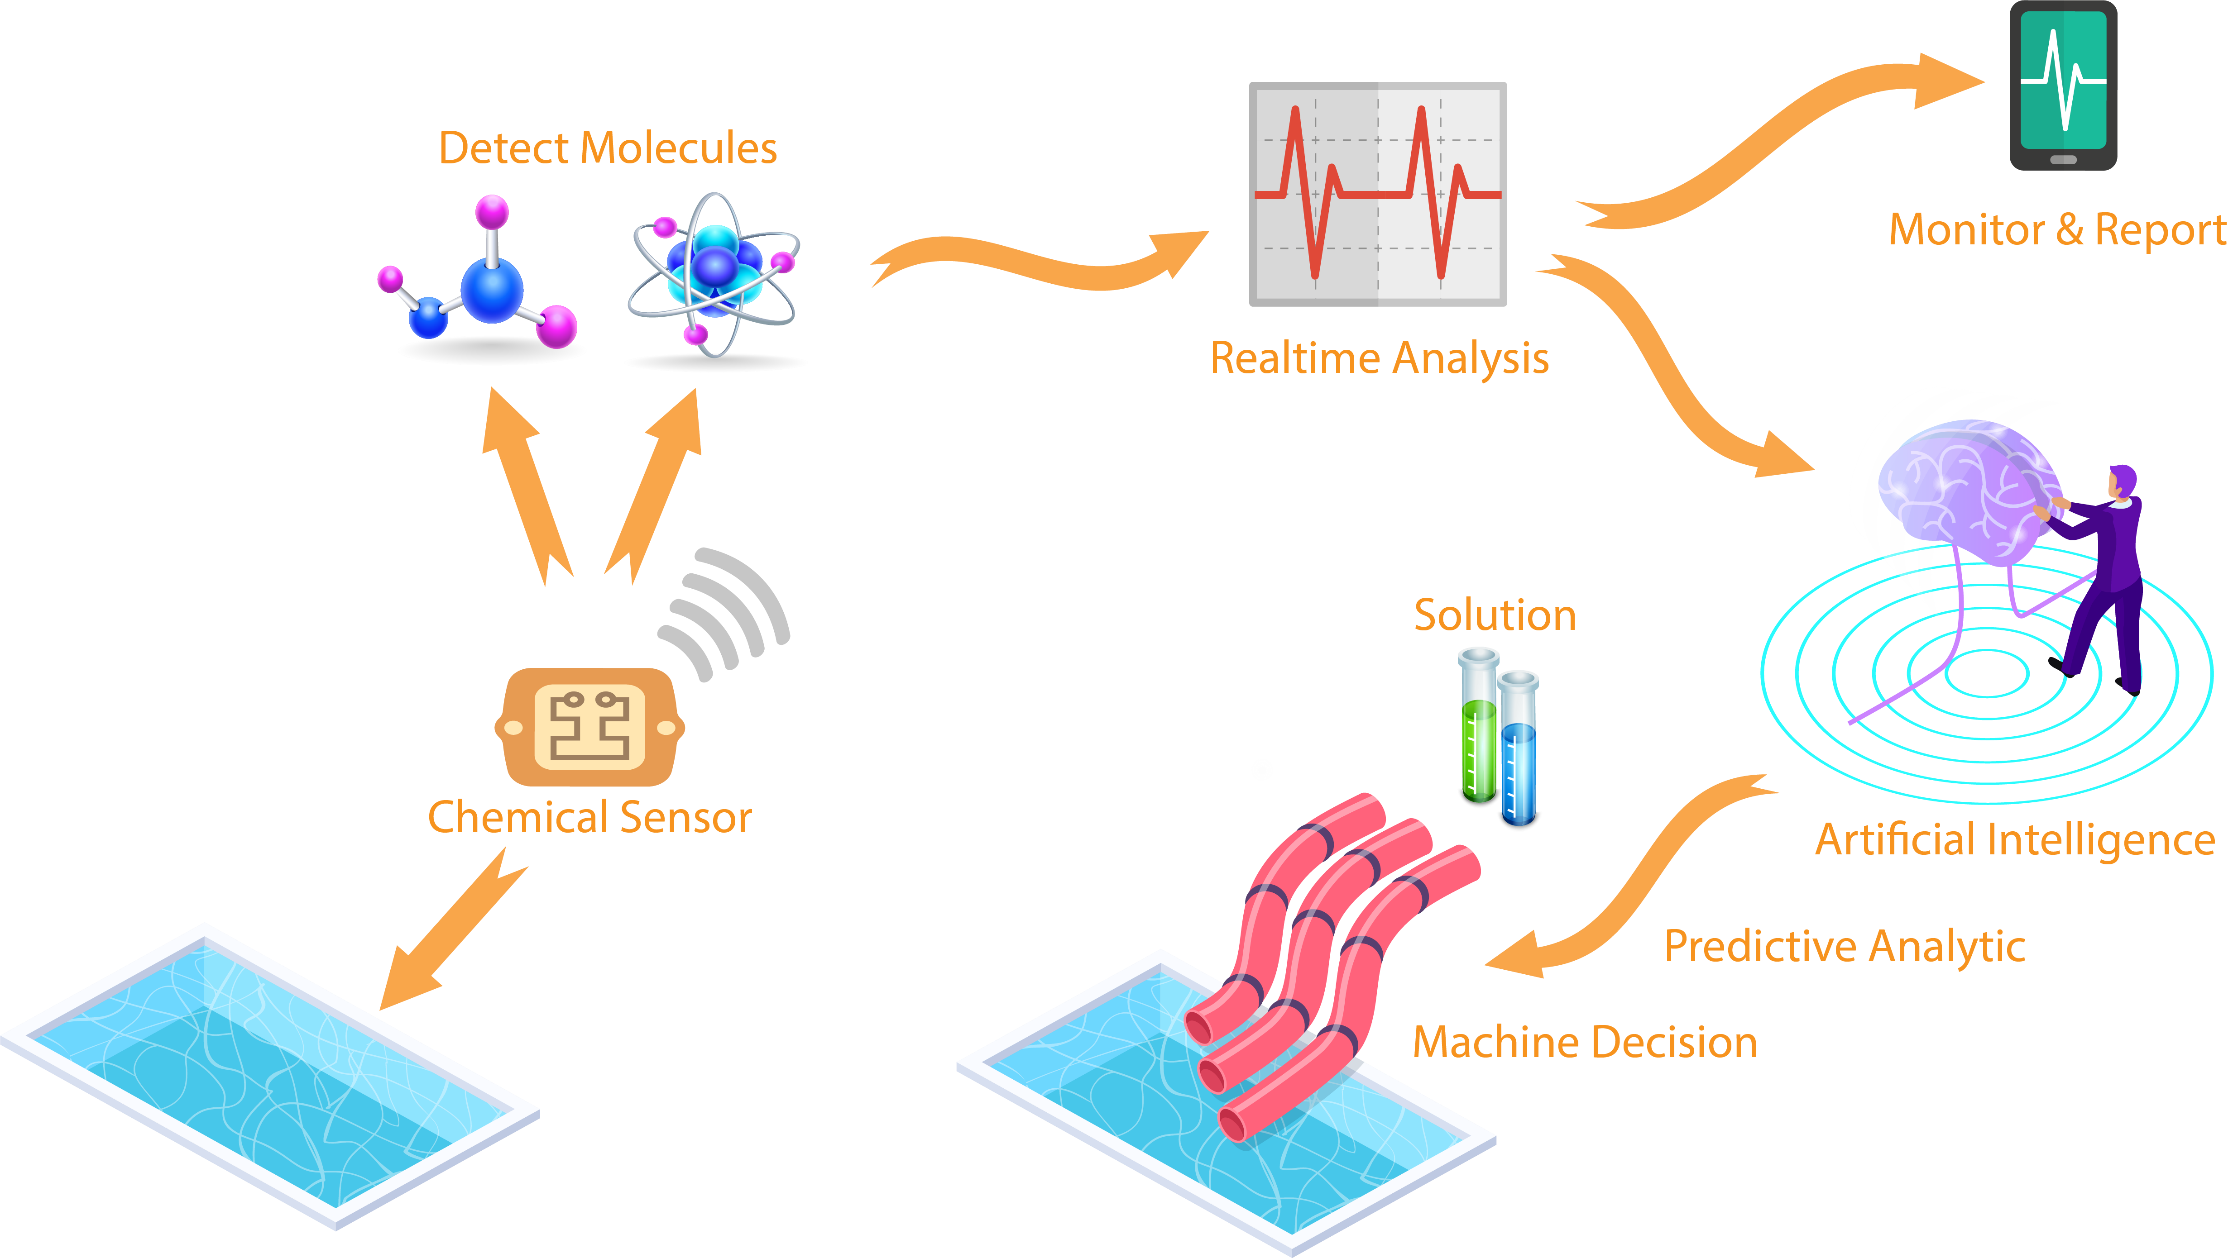 Detect Molecules
Realtime Analysis
Monitor & Report
Chemical Sensor
Solution
Artificial Intelligence
Predictive Analytic
Machine Decision